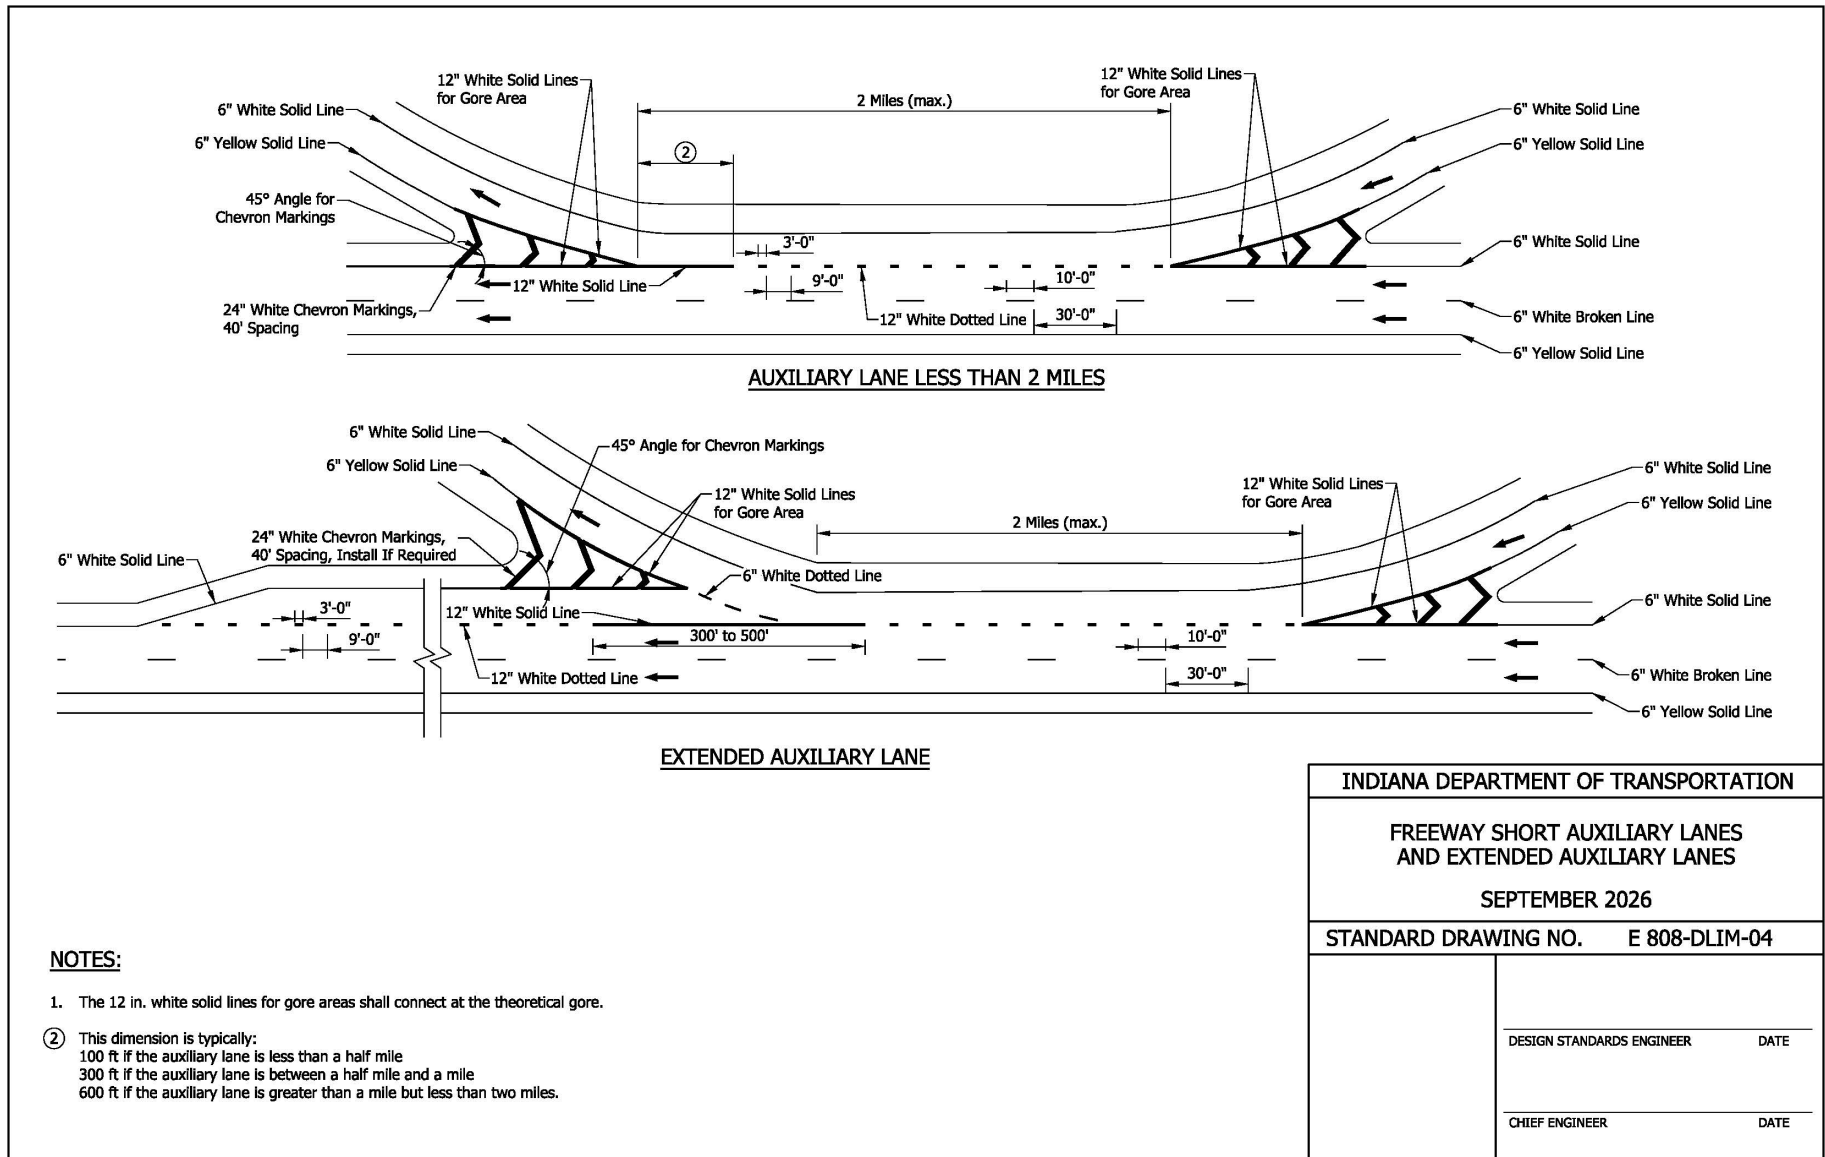 12" White Solid Lines
for Gore Area
6" White Solid Line
6" Yellow Solid Line
45° Angle for
Chevron Markings
24" White Chevron Markings,
40' Spacing
2 Miles (max.)
2
12" White Solid Line
3'-0"
9'-0"
12" White Dotted Line
10'-0"
30'-0"
12" White Solid Lines
for Gore Area
6" White Solid Line
6" Yellow Solid Line
6" White Solid Line
6" White Broken Line
6" Yellow Solid Line
AUXILIARY LANE LESS THAN 2 MILES
6" White Solid Line
6" Yellow Solid Line
45° Angle for Chevron Markings
12" White Solid Lines
for Gore Area
24" White Chevron Markings,
40' Spacing, Install If Required
6" White Solid Line
3'-0"
9'-0"
12" White Solid Line
6" White Dotted Line
300' to 500'
12" White Dotted Line
2 Miles (max.)
10'-0"
30'-0"
12" White Solid Lines
for Gore Area
6" White Solid Line
6" Yellow Solid Line
6" White Solid Line
6" White Broken Line
6" Yellow Solid Line
EXTENDED AUXILIARY LANE
NOTES:
1. The 12 in. white solid lines for gore areas shall connect at the theoretical gore.
2 This dimension is typically:
100 ft if the auxiliary lane is less than a half mile
300 ft if the auxiliary lane is between a half mile and a mile
600 ft if the auxiliary lane is greater than a mile but less than two miles.
INDIANA DEPARTMENT OF TRANSPORTATION
FREEWAY SHORT AUXILIARY LANES
AND EXTENDED AUXILIARY LANES
SEPTEMBER 2026
STANDARD DRAWING NO. E 808-DLIM-04
DESIGN STANDARDS ENGINEER DATE
CHIEF ENGINEER DATE